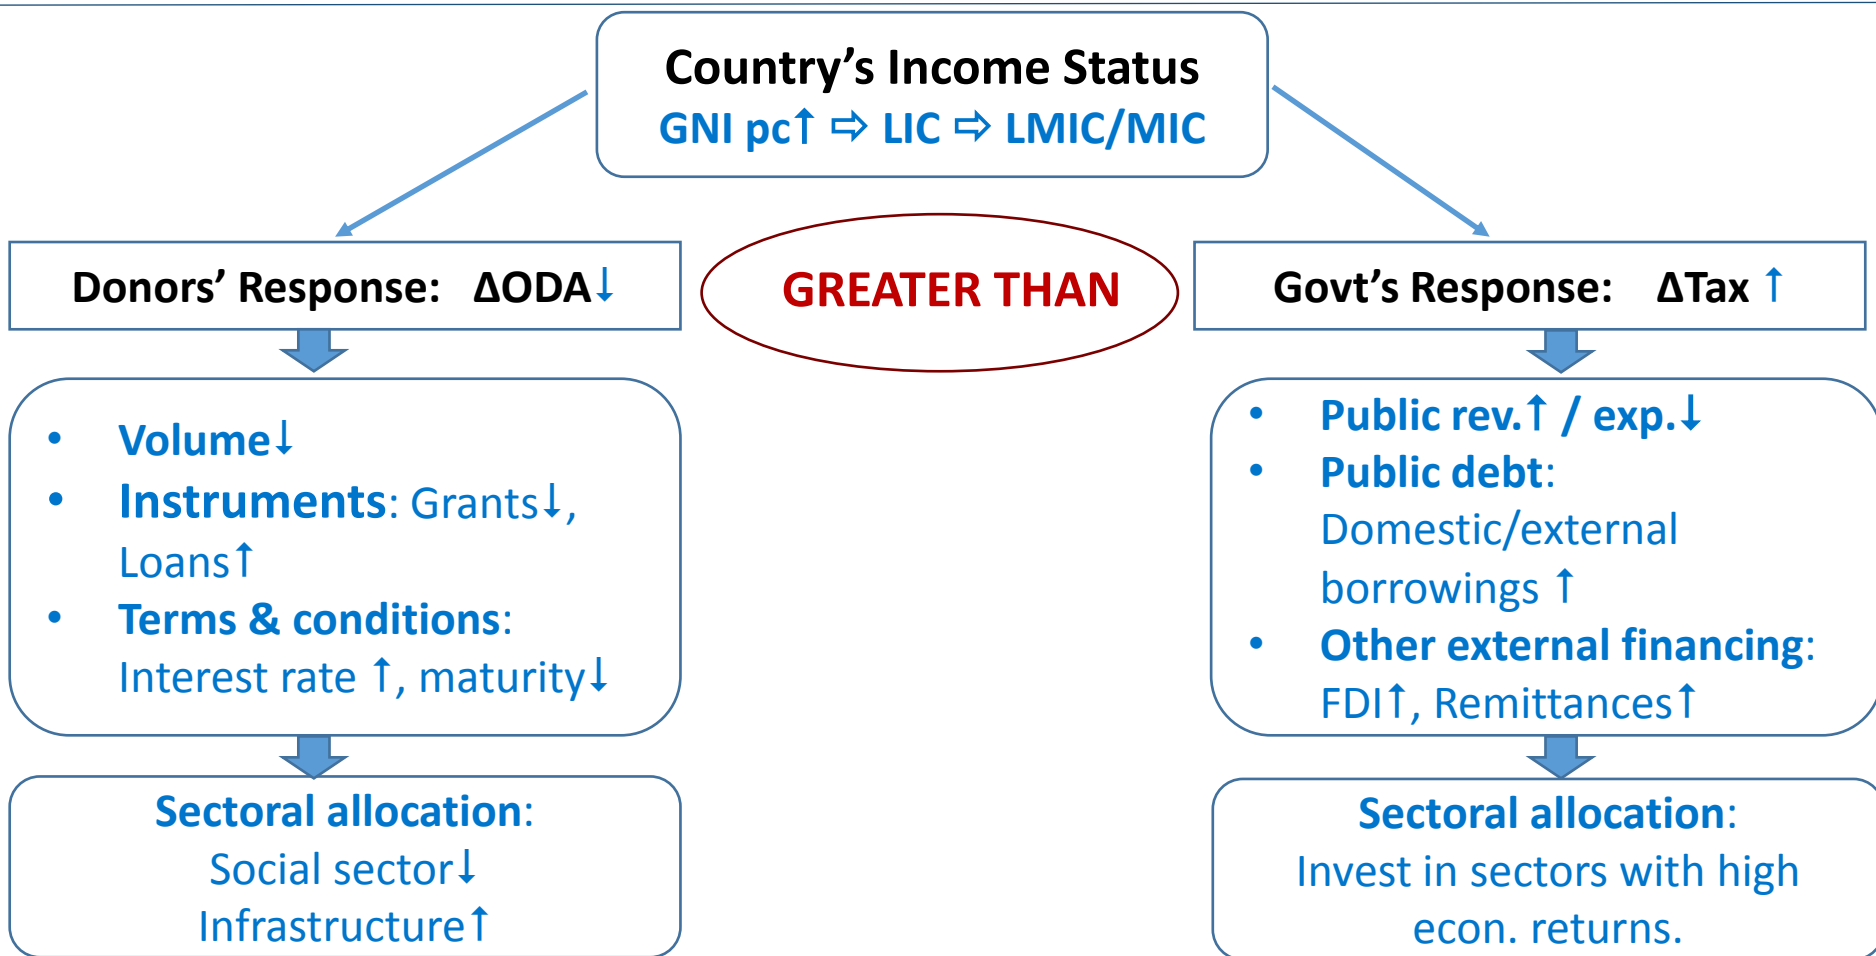 Country’s Income Status
GNI pc↑ ⇨ LIC ⇨ LMIC/MIC
Donors’ Response: ΔODA↓
GREATER THAN
Govt’s Response: ΔTax ↑
• Volume↓
• Instruments: Grants↓,
Loans↑
• Terms & conditions:
Interest rate ↑, maturity↓
• Public rev.↑ / exp.↓
• Public debt:
Domestic/external
borrowings ↑
• Other external financing:
FDI↑, Remittances↑
Sectoral allocation:
Social sector↓
Infrastructure↑
Sectoral allocation:
Invest in sectors with high
econ. returns.